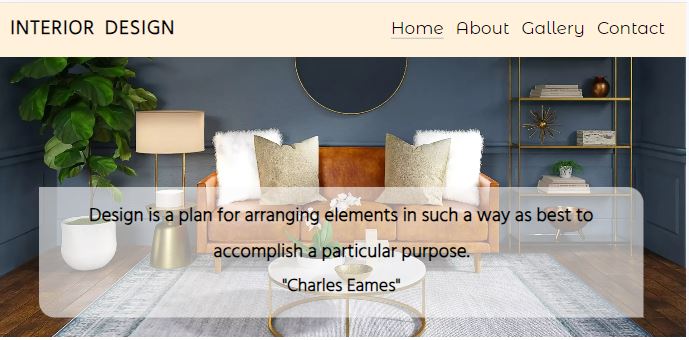 INTERIOR DESIGN
Home About Gallery Contact
Design is a plan for arranging elements in such a way as best to
accomplish a particular purpose.
"Charles Eames"